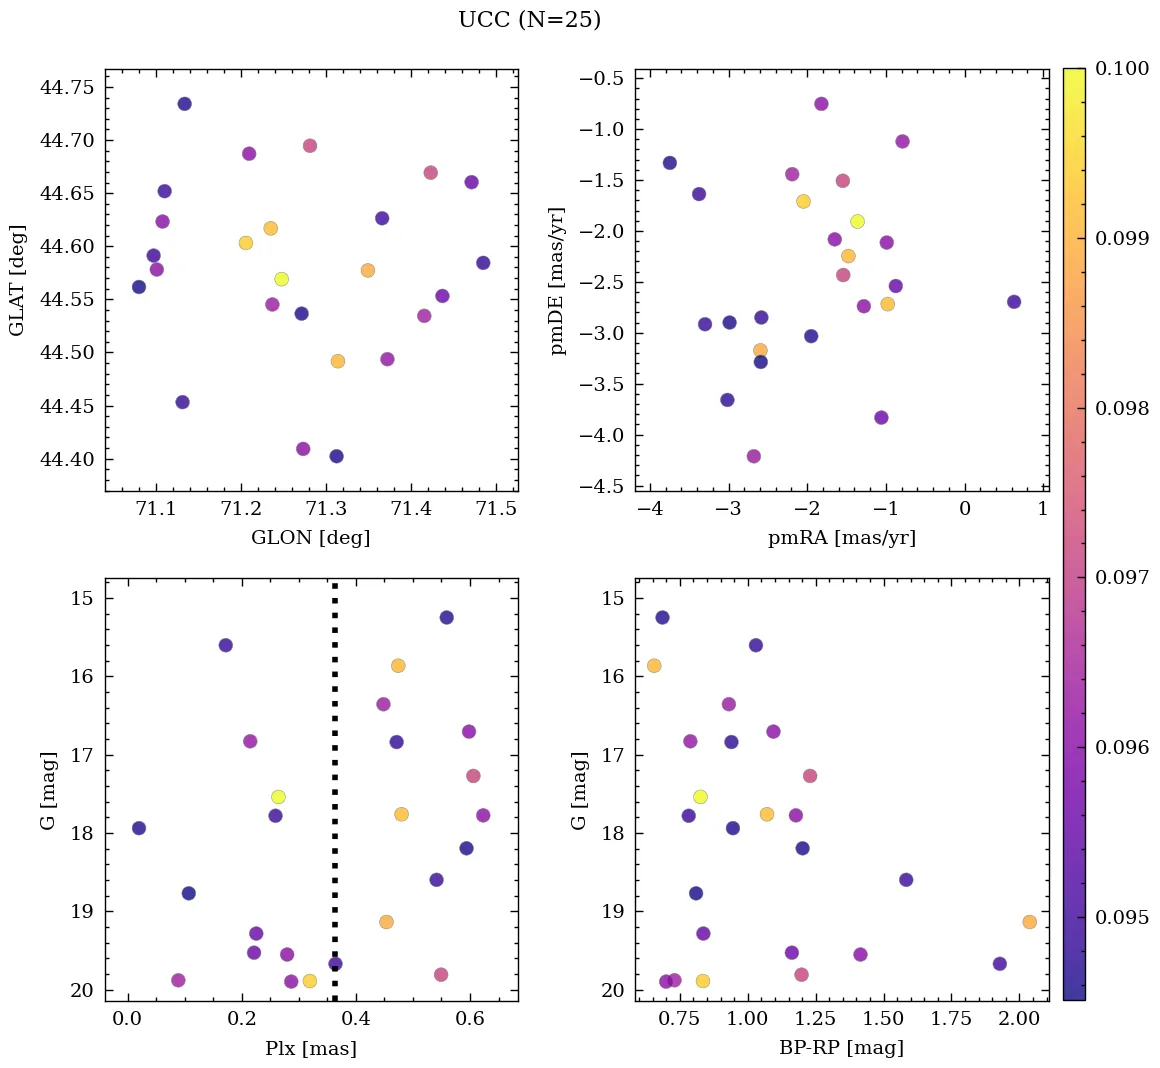 UCC (N=25)
44.75
44.70
44.65
44.60
44.55
44.50
44.45
44.40
GLAT [deg]
71.1 71.2 71.3 71.4 71.5
GLON [deg]
−0.5
−1.0
−1.5
−2.0
−2.5
−3.0
−3.5
−4.0
−4.5
pmDE [mas/yr]
−4 −3 −2 −1 0 1
pmRA [mas/yr]
0.100
0.099
0.098
0.097
0.096
0.095
15
16
17
18
19
20
G [mag]
0.0 0.2 0.4 0.6
Plx [mas]
15
16
17
18
19
20
G [mag]
0.75 1.00 1.25 1.50 1.75 2.00
BP-RP [mag]